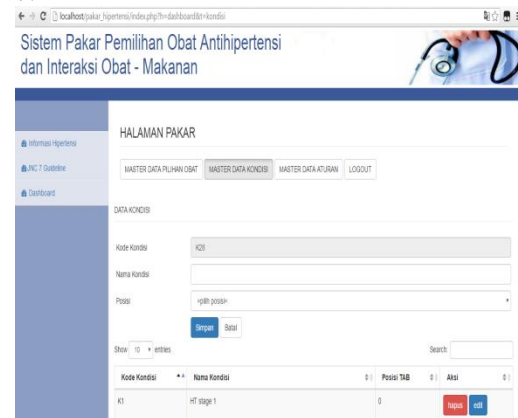 localhost/pakar_hipertensi/index.php?h=dashboard&t=kondisi
Sistem Pakar Pemilihan Obat Antihipertensi
dan Interaksi Obat - Makanan
Informasi Hipertensi
JNC 7 Guideline
Dashboard
HALAMAN PAKAR
MASTER DATA PILIHAN OBAT MASTER DATA KONDISI MASTER DATA ATURAN LOGOUT
DATA KONDISI
Kode Kondisi K28
Nama Kondisi
Posisi =pilih posisi=
Simpan Batal
Show 10 entries Search:
Kode Kondisi Nama Kondisi Posisi TAB Aksi
K1 HT stage 1 0 hapus edit